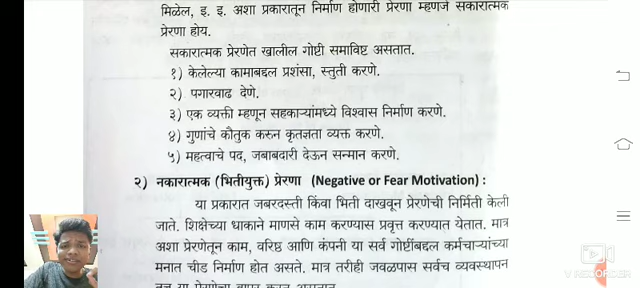 मिळेल, इ. इ. अशा प्रकारातून निर्माण होणारी प्रेरणा म्हणजे सकारात्मक
प्रेरणा होय.
सकारात्मक प्रेरणेत खालील गोष्टी समाविष्ट असतात.
१) केलेल्या कामाबद्दल प्रशंसा, स्तुती करणे.
२) पगारवाढ देणे.
३) एक व्यक्ती म्हणून सहकाऱ्यांमध्ये विश्वास निर्माण करणे.
४) गुणांचे कौतुक करुन कृतज्ञता व्यक्त करणे.
५) महत्वाचे पद, जबाबदारी देऊन सन्मान करणे.
२) नकारात्मक (भितीयुक्त) प्रेरणा (Negative or Fear Motivation) :
या प्रकारात जबरदस्ती किंवा भिती दाखवून प्रेरणेची निर्मिती केली
जाते. शिक्षेच्या धाकाने माणसे काम करण्यास प्रवृत्त करण्यात येतात. मात्र
अशा प्रेरणेतून काम, वरिष्ठ आणि कंपनी या सर्व गोष्टींबद्दल कर्मचाऱ्यांच्या
मनात चीड निर्माण होत असते. मात्र तरीही जवळपास सर्वच व्यवस्थापन
या प्रेरणेचा वापर करत असतात.
V RECORDER